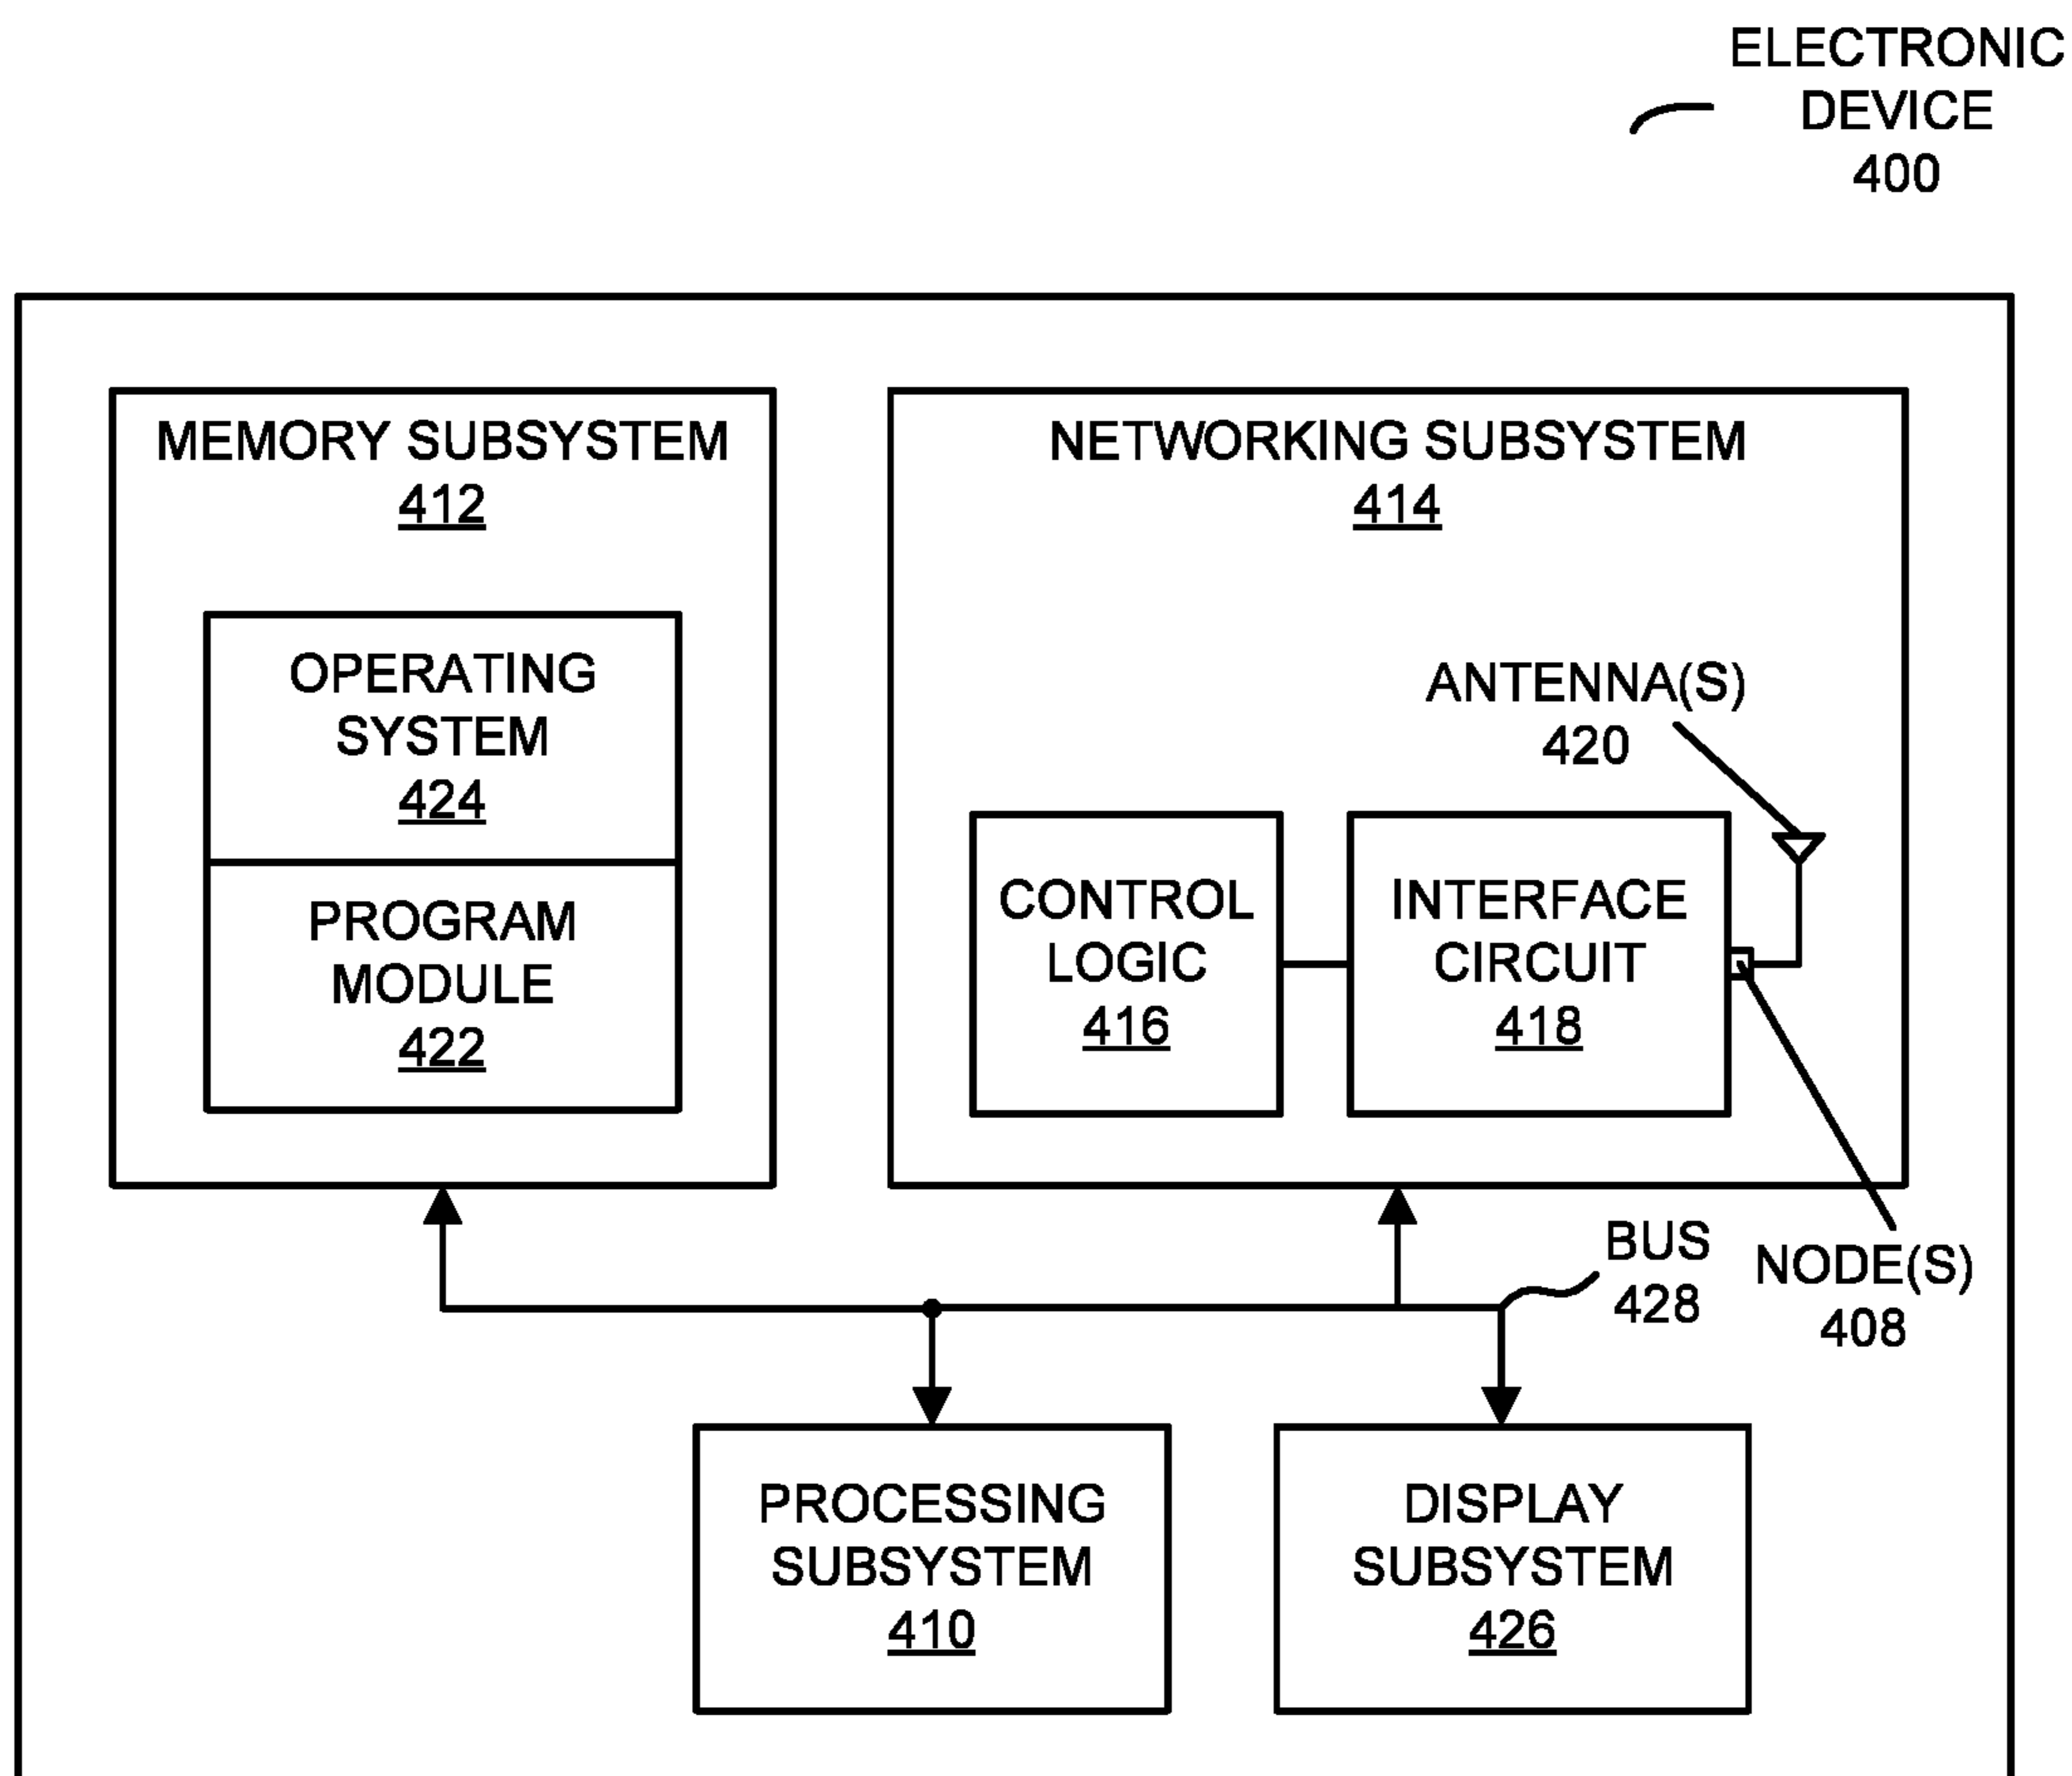 ELECTRONIC
DEVICE
400
MEMORY SUBSYSTEM
412
OPERATING
SYSTEM
424
PROGRAM
MODULE
422
NETWORKING SUBSYSTEM
414
ANTENNA(S)
420
CONTROL
LOGIC
416
INTERFACE
CIRCUIT
418
BUS
428
NODE(S)
408
PROCESSING
SUBSYSTEM
410
DISPLAY
SUBSYSTEM
426